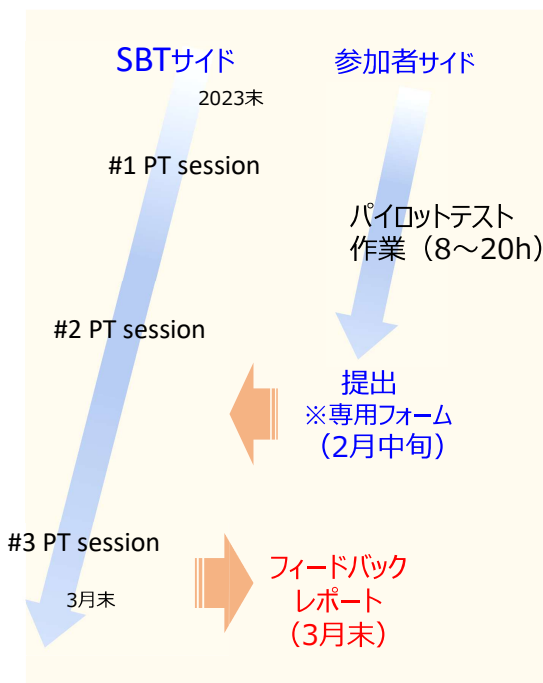 SBTサイド
参加者サイド
2023末
#1 PT session
パイロットテスト
作業（8～20h）
#2 PT session
提出
※専用フォーム
（2月中旬）
#3 PT session
フィードバック
レポート
（3月末）
3月末